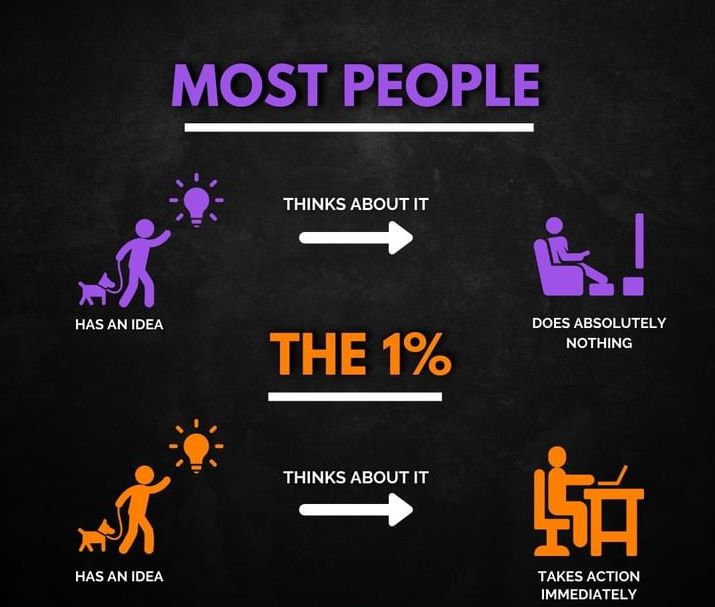 MOST PEOPLE
THINKS ABOUT IT
HAS AN IDEA
DOES ABSOLUTELY
NOTHING
THE 1%
THINKS ABOUT IT
HAS AN IDEA
TAKES ACTION
IMMEDIATELY